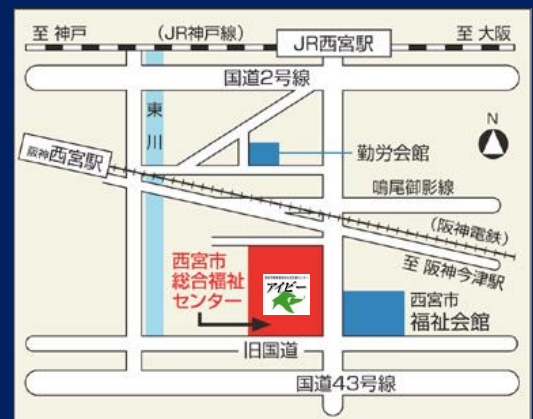 至 神戸
（JR神戸線）
JR西宮駅
至 大阪
国道2号線
東川
N
勤労会館
阪神西宮駅
鳴尾御影線
（阪神電鉄）
至 阪神今津駅
西宮市
総合福祉
センター
アイビー
西宮市
福祉会館
旧国道
国道43号線